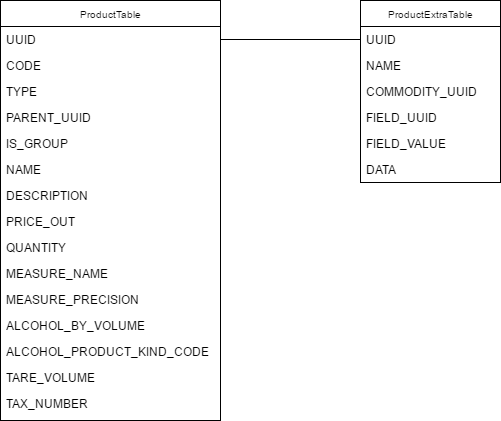 ProductTable
UUID
CODE
TYPE
PARENT_UUID
IS_GROUP
NAME
DESCRIPTION
PRICE_OUT
QUANTITY
MEASURE_NAME
MEASURE_PRECISION
ALCOHOL_BY_VOLUME
ALCOHOL_PRODUCT_KIND_CODE
TARE_VOLUME
TAX_NUMBER
ProductExtraTable
UUID
NAME
COMMODITY_UUID
FIELD_UUID
FIELD_VALUE
DATA